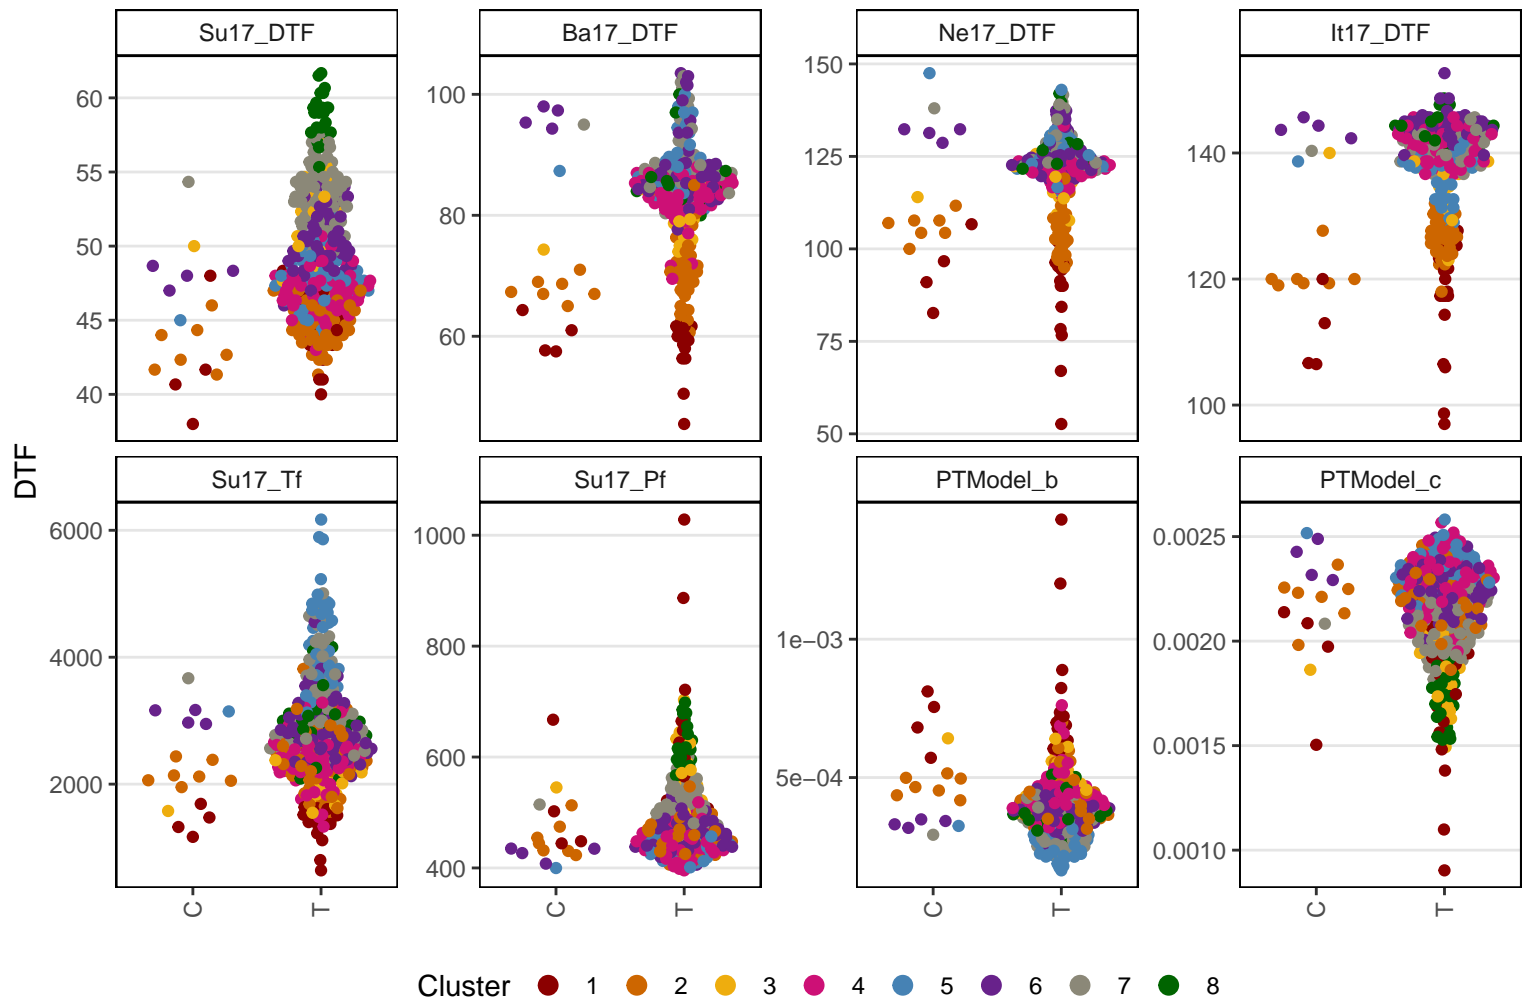 Su17_DTF Ba17_DTF Ne17_DTF It17_DTF
60 55 50 45 40
100 80 60
150 125 100 75 50
140 120 100
DTF
Su17_Tf Su17_Pf PTModel_b PTModel_c
6000 4000 2000
1000 800 600 400
1e−03 5e−04
0.0025 0.0020 0.0015 0.0010
C T C T C T C T
Cluster 1 2 3 4 5 6 7 8